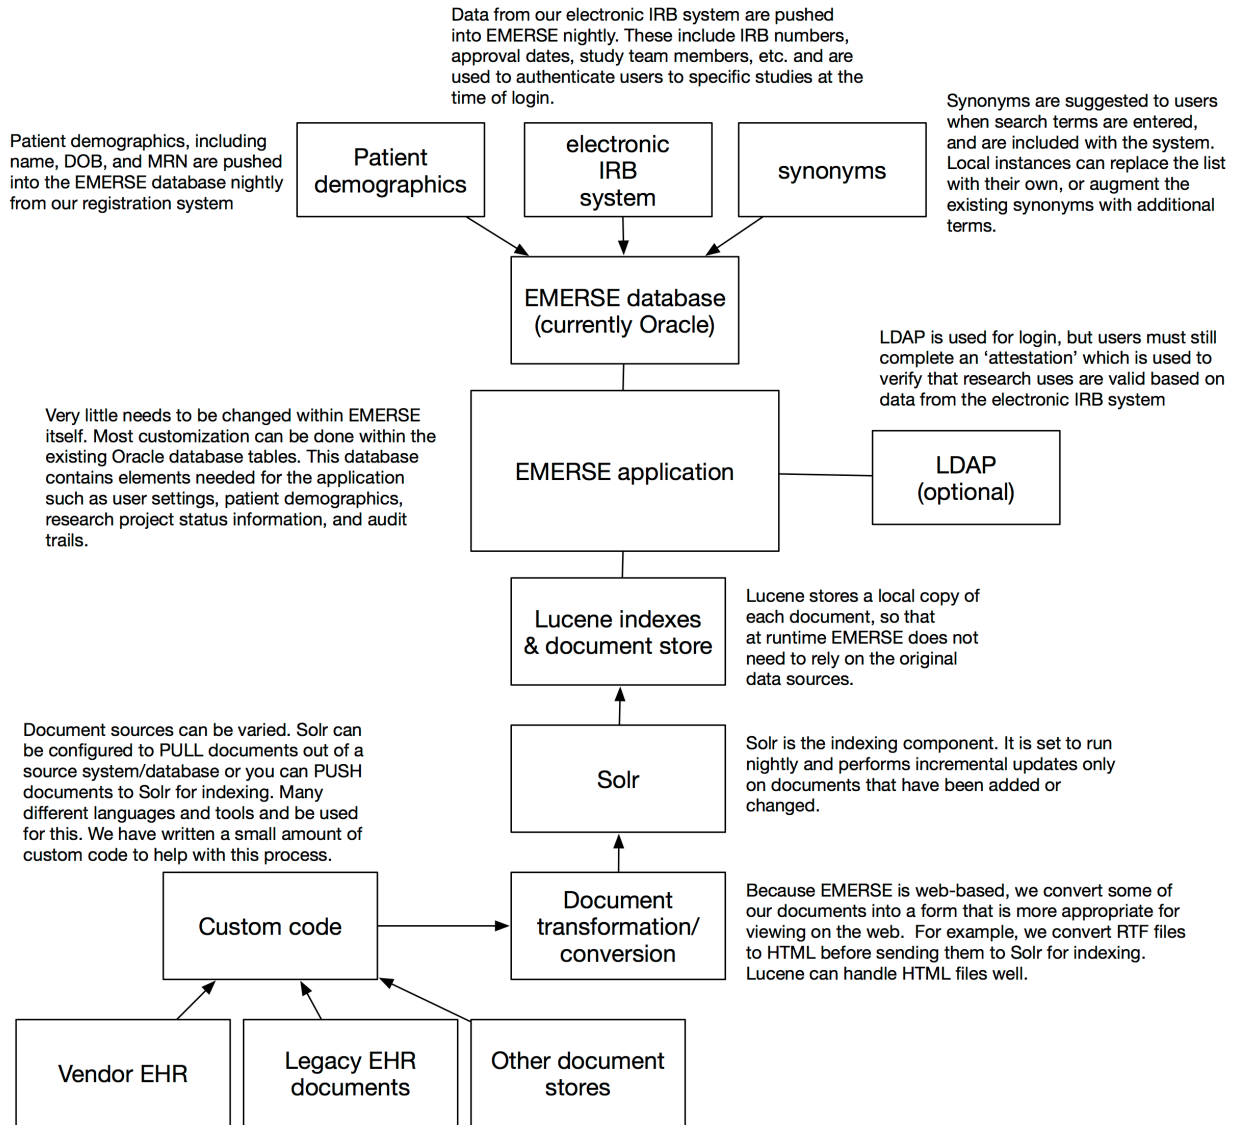 Data from our electronic IRB system are pushed
into EMERSE nightly. These include IRB numbers,
approval dates, study team members, etc. and are
used to authenticate users to specific studies at the
time of login.
Synonyms are suggested to users
when search terms are entered,
and are included with the system.
Local instances can replace the list
with their own, or augment the
existing synonyms with additional
terms.
Patient demographics, including
name, DOB, and MRN are pushed
into the EMERSE database nightly
from our registration system
Patient
demographics
electronic
IRB
system
synonyms
EMERSE database
(currently Oracle)
LDAP is used for login, but users must still
complete an ‘attestation’ which is used to
verify that research uses are valid based on
data from the electronic IRB system
Very little needs to be changed within EMERSE
itself. Most customization can be done within the
existing Oracle database tables. This database
contains elements needed for the application
such as user settings, patient demographics,
research project status information, and audit
trails.
EMERSE application
LDAP
(optional)
Lucene indexes
& document store
Lucene stores a local copy of
each document, so that
at runtime EMERSE does not
need to rely on the original
data sources.
Document sources can be varied. Solr can
be configured to PULL documents out of a
source system/database or you can PUSH
documents to Solr for indexing. Many
different languages and tools and be used
for this. We have written a small amount of
custom code to help with this process.
Solr
Solr is the indexing component. It is set to run
nightly and performs incremental updates only
on documents that have been added or
changed.
Custom code
Document
transformation/
conversion
Because EMERSE is web-based, we convert some of
our documents into a form that is more appropriate for
viewing on the web.  For example, we convert RTF files
to HTML before sending them to Solr for indexing.
Lucene can handle HTML files well.
Vendor EHR
Legacy EHR
documents
Other document
stores